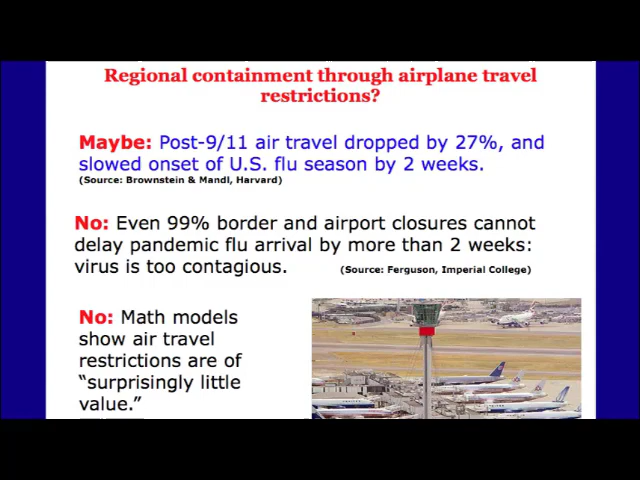 Regional containment through airplane travel
restrictions?
Maybe: Post-9/11 air travel dropped by 27%, and
slowed onset of U.S. flu season by 2 weeks.
(Source: Brownstein & Mandl, Harvard)
No: Even 99% border and airport closures cannot
delay pandemic flu arrival by more than 2 weeks:
virus is too contagious.
(Source: Ferguson, Imperial College)
No: Math models
show air travel
restrictions are of
“surprisingly little
value.”